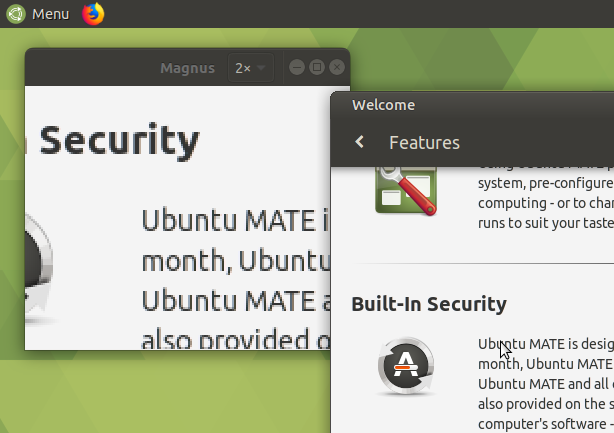 Menu
Magnus 2×
Security
Ubuntu MATE i
month, Ubuntu
Ubuntu MATE a
also provided o
Welcome
Features
system, pre-configure
computing - or to chan
runs to suit your taste
Built-In Security
Ubuntu MATE is desig
month, Ubuntu MATE
Ubuntu MATE and all
also provided on the s
computer's software -